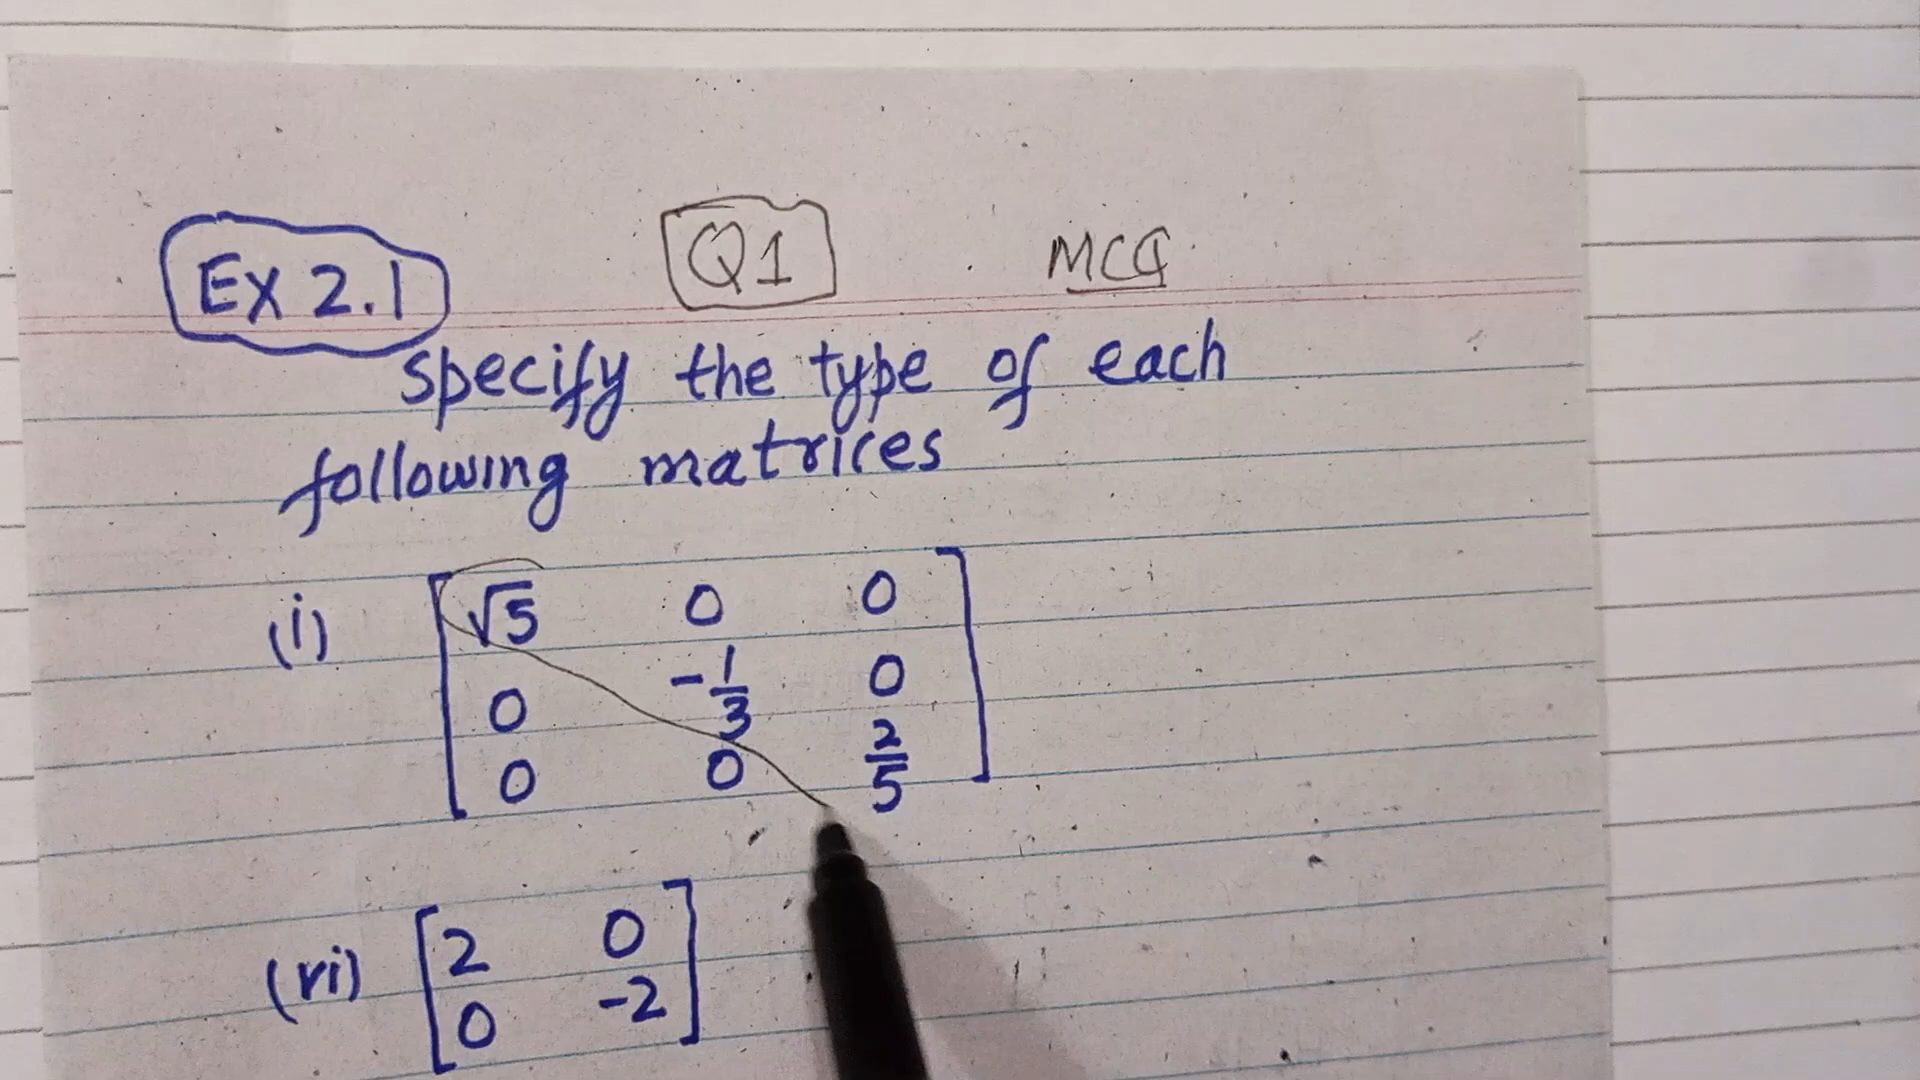 EX 2.1 Q1 MCQ
specify the type of each
following matrices
(i) [ √5 0 0
0 -1/3 0
0 0 2/5 ]
(vi) [ 2 0
0 -2 ]